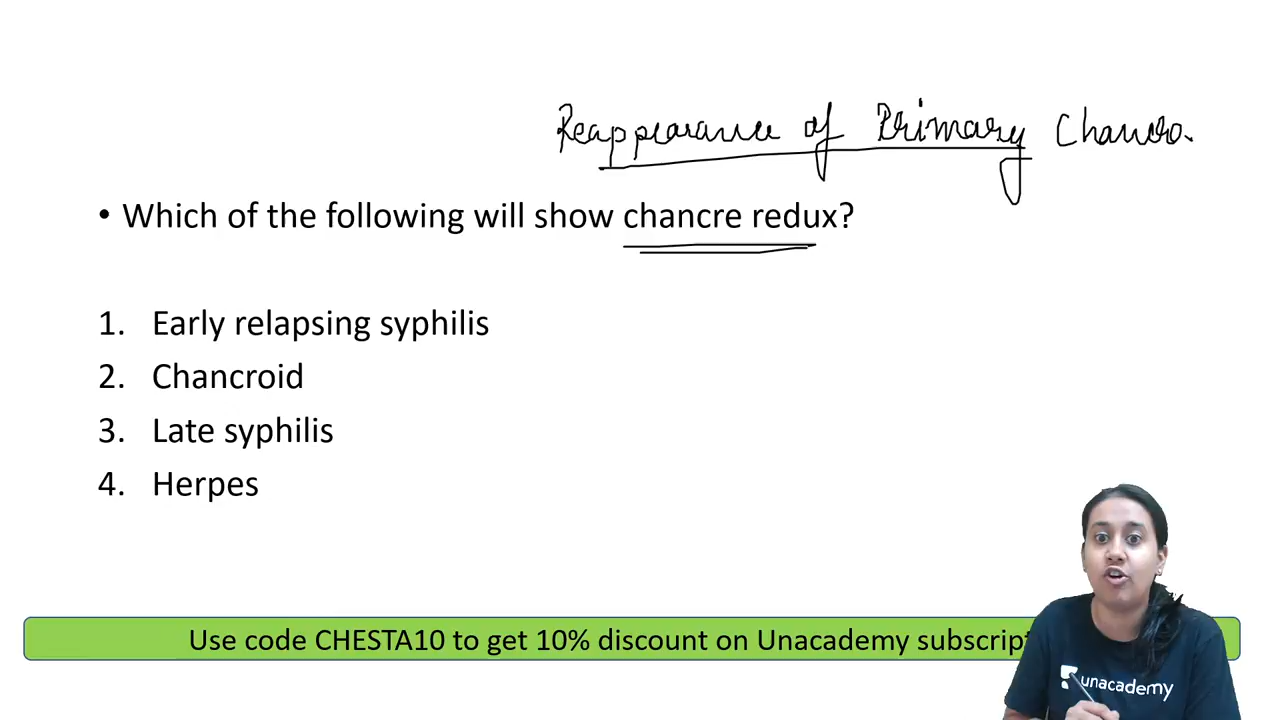 Reappearance of Primary Chancre.
• Which of the following will show chancre redux?
1. Early relapsing syphilis
2. Chancroid
3. Late syphilis
4. Herpes
Use code CHESTA10 to get 10% discount on Unacademy subscript
unacademy